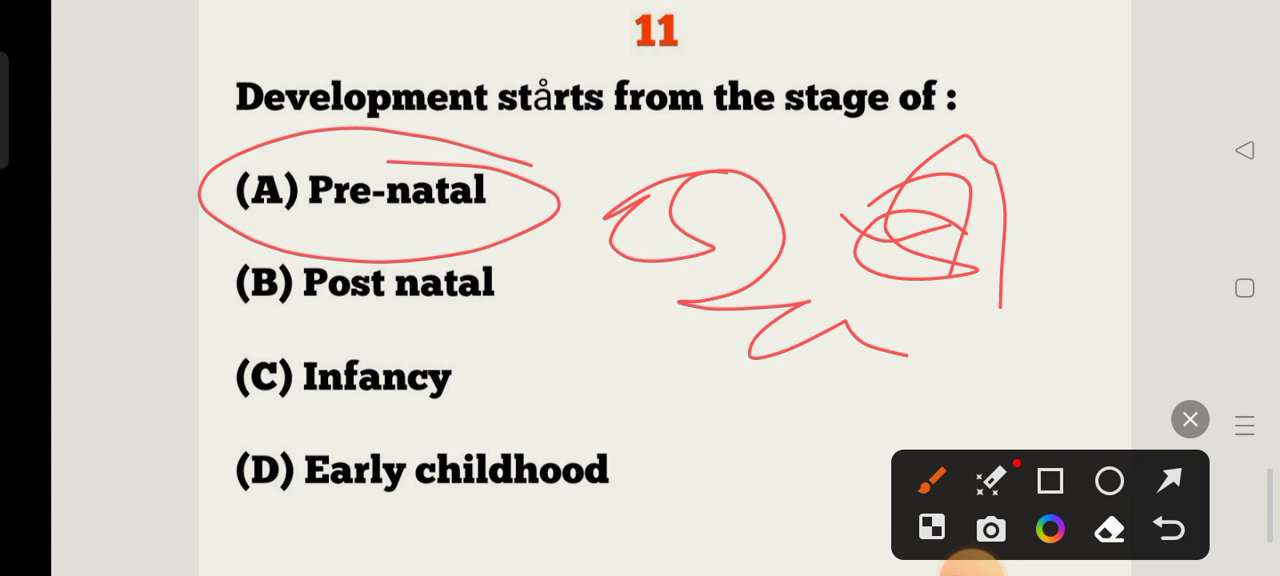 11
Development stårts from the stage of :
(A) Pre-natal
(B) Post natal
(C) Infancy
(D) Early childhood